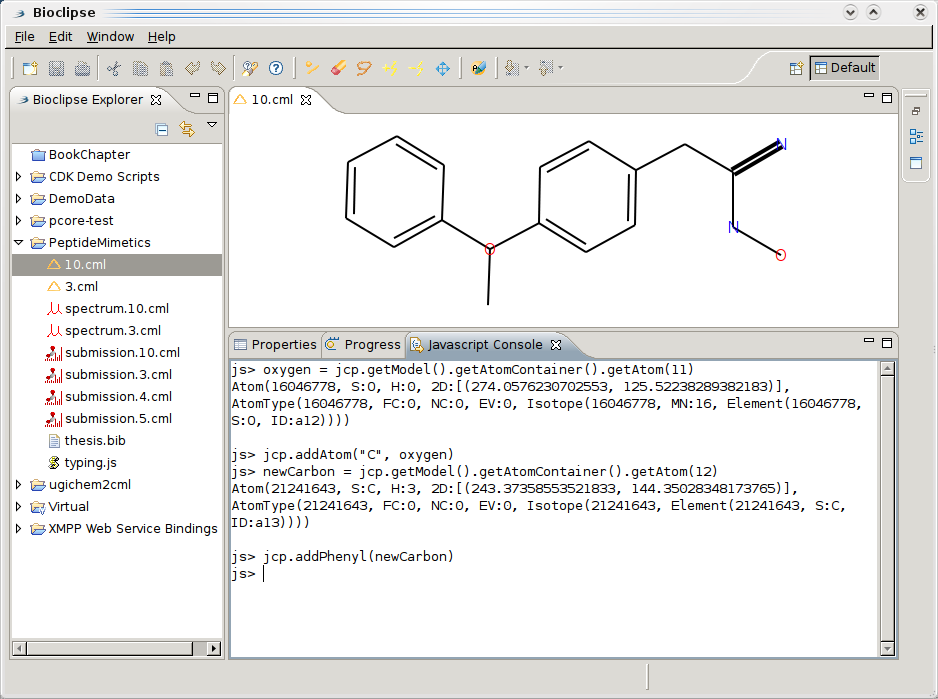 Bioclipse
File Edit Window Help
Default
Bioclipse Explorer
BookChapter
CDK Demo Scripts
DemoData
pcore-test
PeptideMimetics
10.cml
3.cml
spectrum.10.cml
spectrum.3.cml
submission.10.cml
submission.3.cml
submission.4.cml
submission.5.cml
thesis.bib
typing.js
ugichem2cml
Virtual
XMPP Web Service Bindings
10.cml
N
O
N
O
Properties Progress Javascript Console
js> oxygen = jcp.getModel().getAtomContainer().getAtom(11)
Atom(16046778, S:O, H:0, 2D:[(274.0576230702553, 125.52238289382183)],
AtomType(16046778, FC:0, NC:0, EV:0, Isotope(16046778, MN:16, Element(16046778,
S:O, ID:a12))))
js> jcp.addAtom("C", oxygen)
js> newCarbon = jcp.getModel().getAtomContainer().getAtom(12)
Atom(21241643, S:C, H:3, 2D:[(243.37358553521833, 144.35028348173765)],
AtomType(21241643, FC:0, NC:0, EV:0, Isotope(21241643, Element(21241643, S:C,
ID:a13))))
js> jcp.addPhenyl(newCarbon)
js>